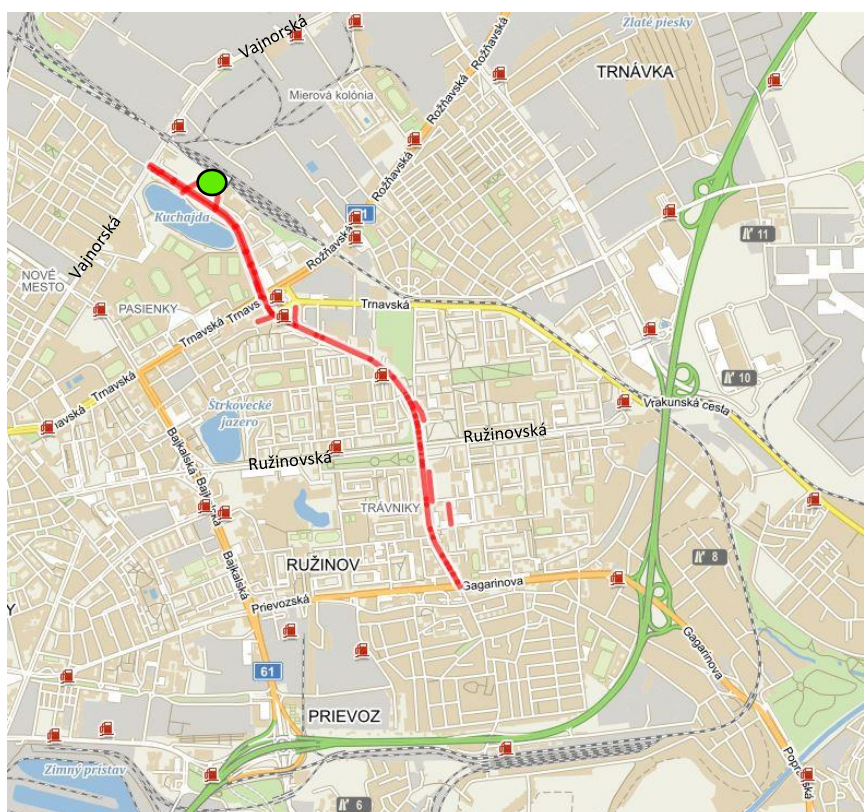 Vajnorská
Zlaté piesky
TRNÁVKA
Mierová kolónia
Rožňavská
Rožňavská
Kuchajda
Rožňavská
11
Vajnorská
Rožňavská
NOVÉ
MESTO
PASIENKY
Trnavská
Trnavská
Trnavská
10
Štrkovecké
jazero
Vrakunská cesta
Bajkalská
Ružinovská
Ružinovská
TRÁVNIKY
8
RUŽINOV
Bajkalská
Gagarinova
Prievozská
Gagarinova
61
PRIEVOZ
Zimný prístav
6